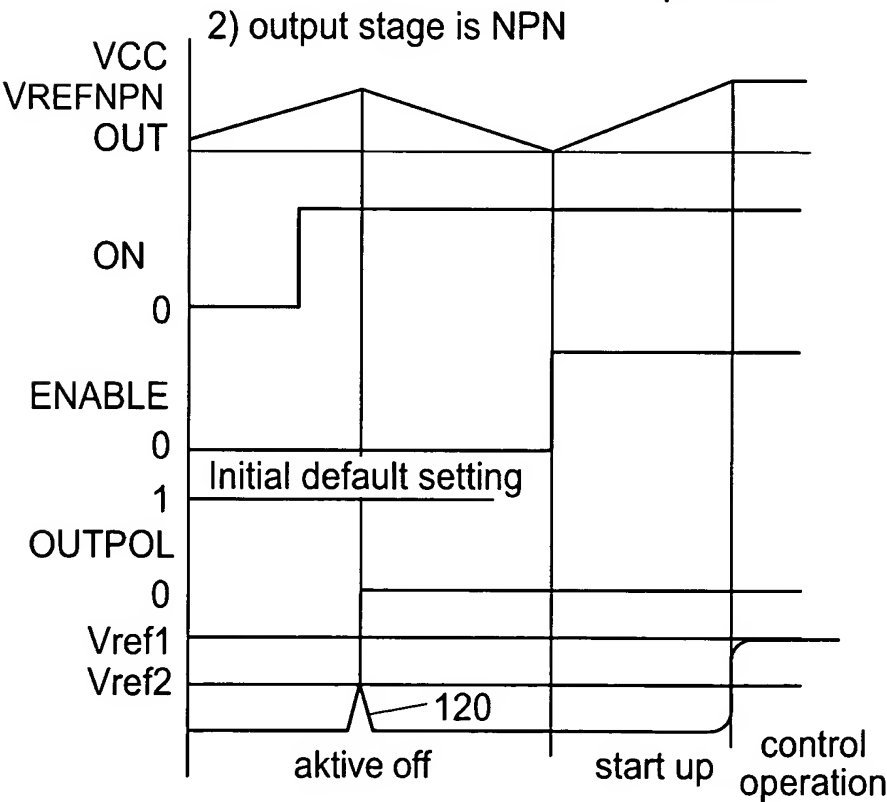 2) output stage is NPN
VCC
VREFNPN
OUT
ON
0
ENABLE
0
Initial default setting
1
OUTPOL
0
Vref1
Vref2
120
aktive off
start up
control
operation